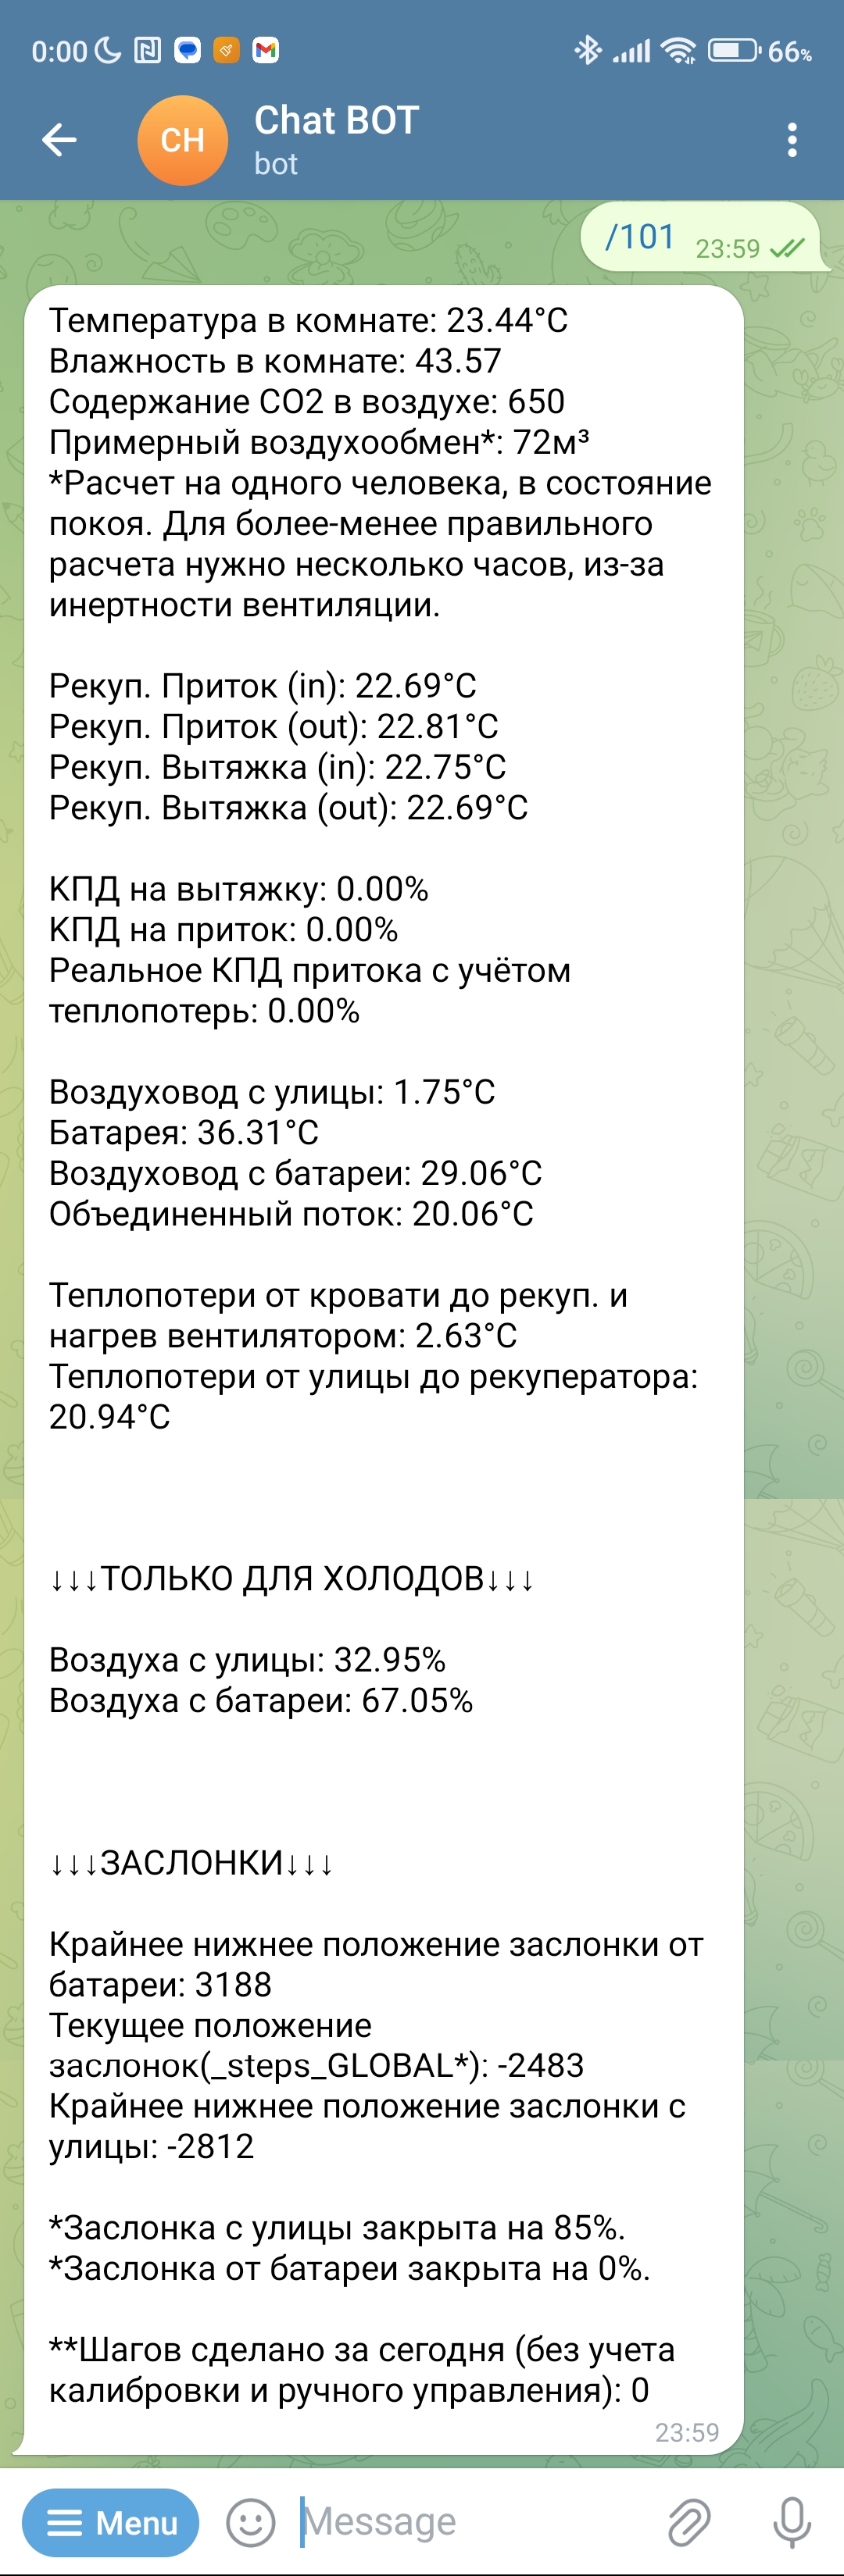 0:00
66%
CH
Chat BOT
bot
/101 23:59
Температура в комнате: 23.44°C
Влажность в комнате: 43.57
Содержание CO2 в воздухе: 650
Примерный воздухообмен*: 72м³
*Расчет на одного человека, в состояние
покоя. Для более-менее правильного
расчета нужно несколько часов, из-за
инертности вентиляции.
Рекуп. Приток (in): 22.69°C
Рекуп. Приток (out): 22.81°C
Рекуп. Вытяжка (in): 22.75°C
Рекуп. Вытяжка (out): 22.69°C
КПД на вытяжку: 0.00%
КПД на приток: 0.00%
Реальное КПД притока с учётом
теплопотерь: 0.00%
Воздуховод с улицы: 1.75°C
Батарея: 36.31°C
Воздуховод с батареи: 29.06°C
Объединенный поток: 20.06°C
Теплопотери от кровати до рекуп. и
нагрев вентилятором: 2.63°C
Теплопотери от улицы до рекуператора:
20.94°C
↓↓↓ТОЛЬКО ДЛЯ ХОЛОДОВ↓↓↓
Воздуха с улицы: 32.95%
Воздуха с батареи: 67.05%
↓↓↓ЗАСЛОНКИ↓↓↓
Крайнее нижнее положение заслонки от
батареи: 3188
Текущее положение
заслонок(_steps_GLOBAL*): -2483
Крайнее нижнее положение заслонки с
улицы: -2812
*Заслонка с улицы закрыта на 85%.
*Заслонка от батареи закрыта на 0%.
**Шагов сделано за сегодня (без учета
калибровки и ручного управления): 0
23:59
Menu
Message